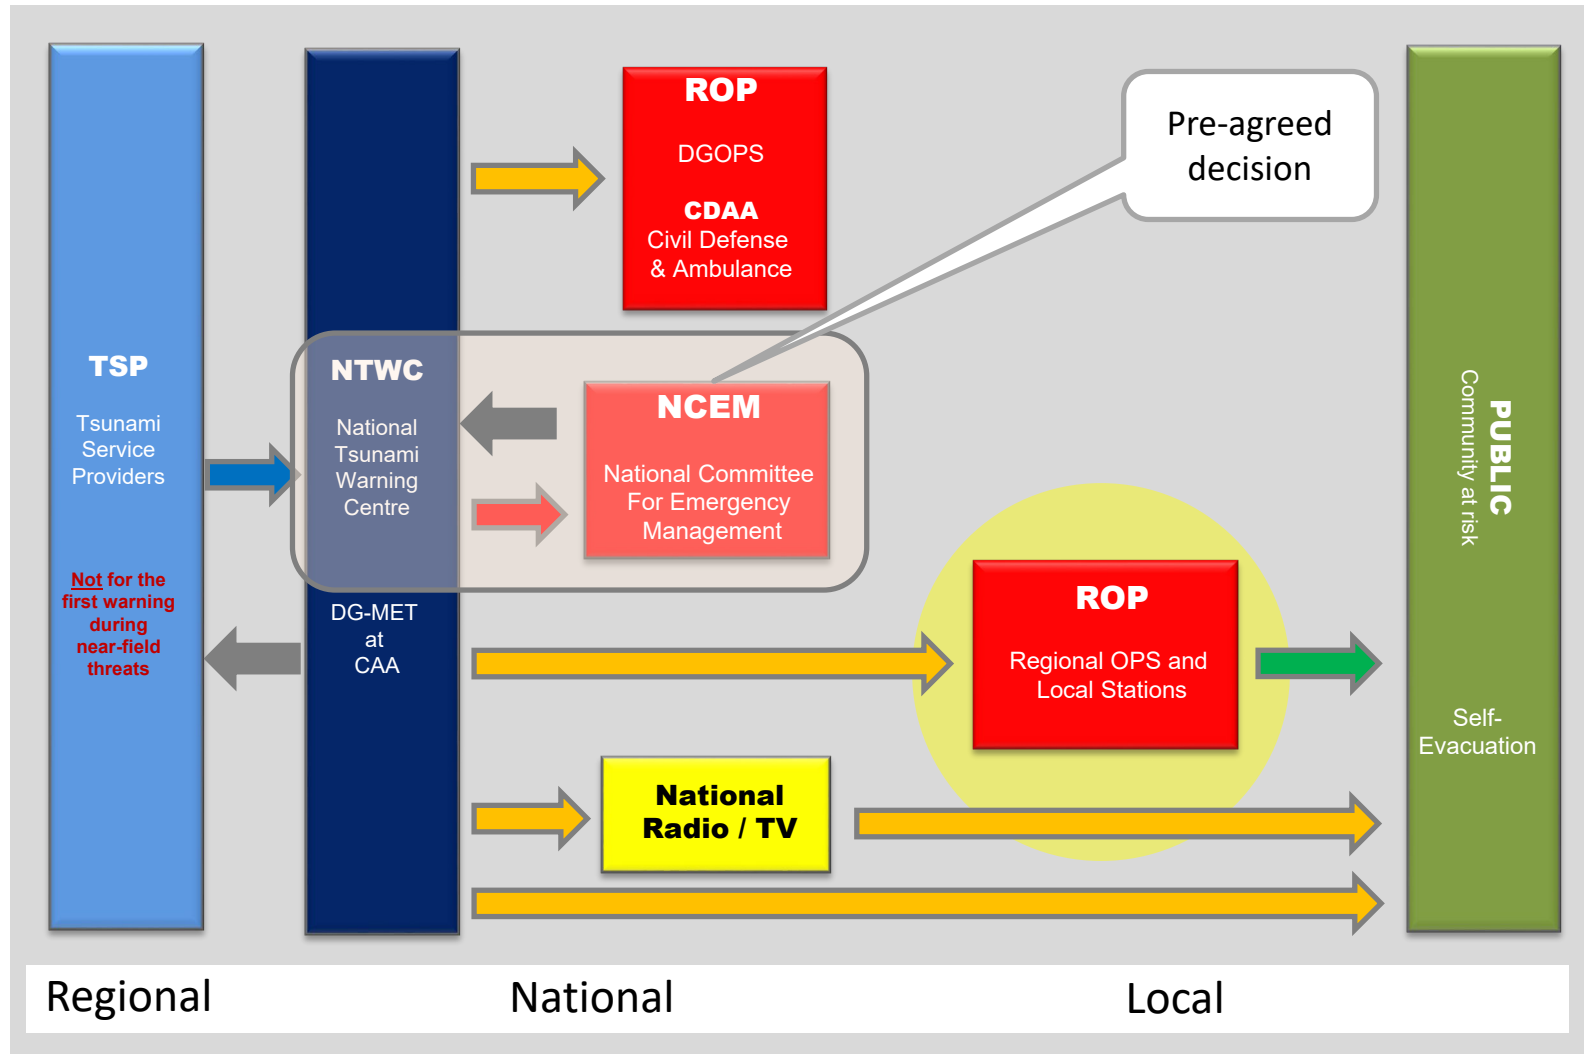 TSP
Tsunami
Service
Providers
Not for the
first warning
during
near-field
threats
NTWC
National
Tsunami
Warning
Centre
DG-MET
at
CAA
ROP
DGOPS
CDAA
Civil Defense
& Ambulance
NCEM
National Committee
For Emergency
Management
Pre-agreed
decision
National
Radio / TV
ROP
Regional OPS and
Local Stations
PUBLIC
Community at risk
Self-
Evacuation
Regional
National
Local